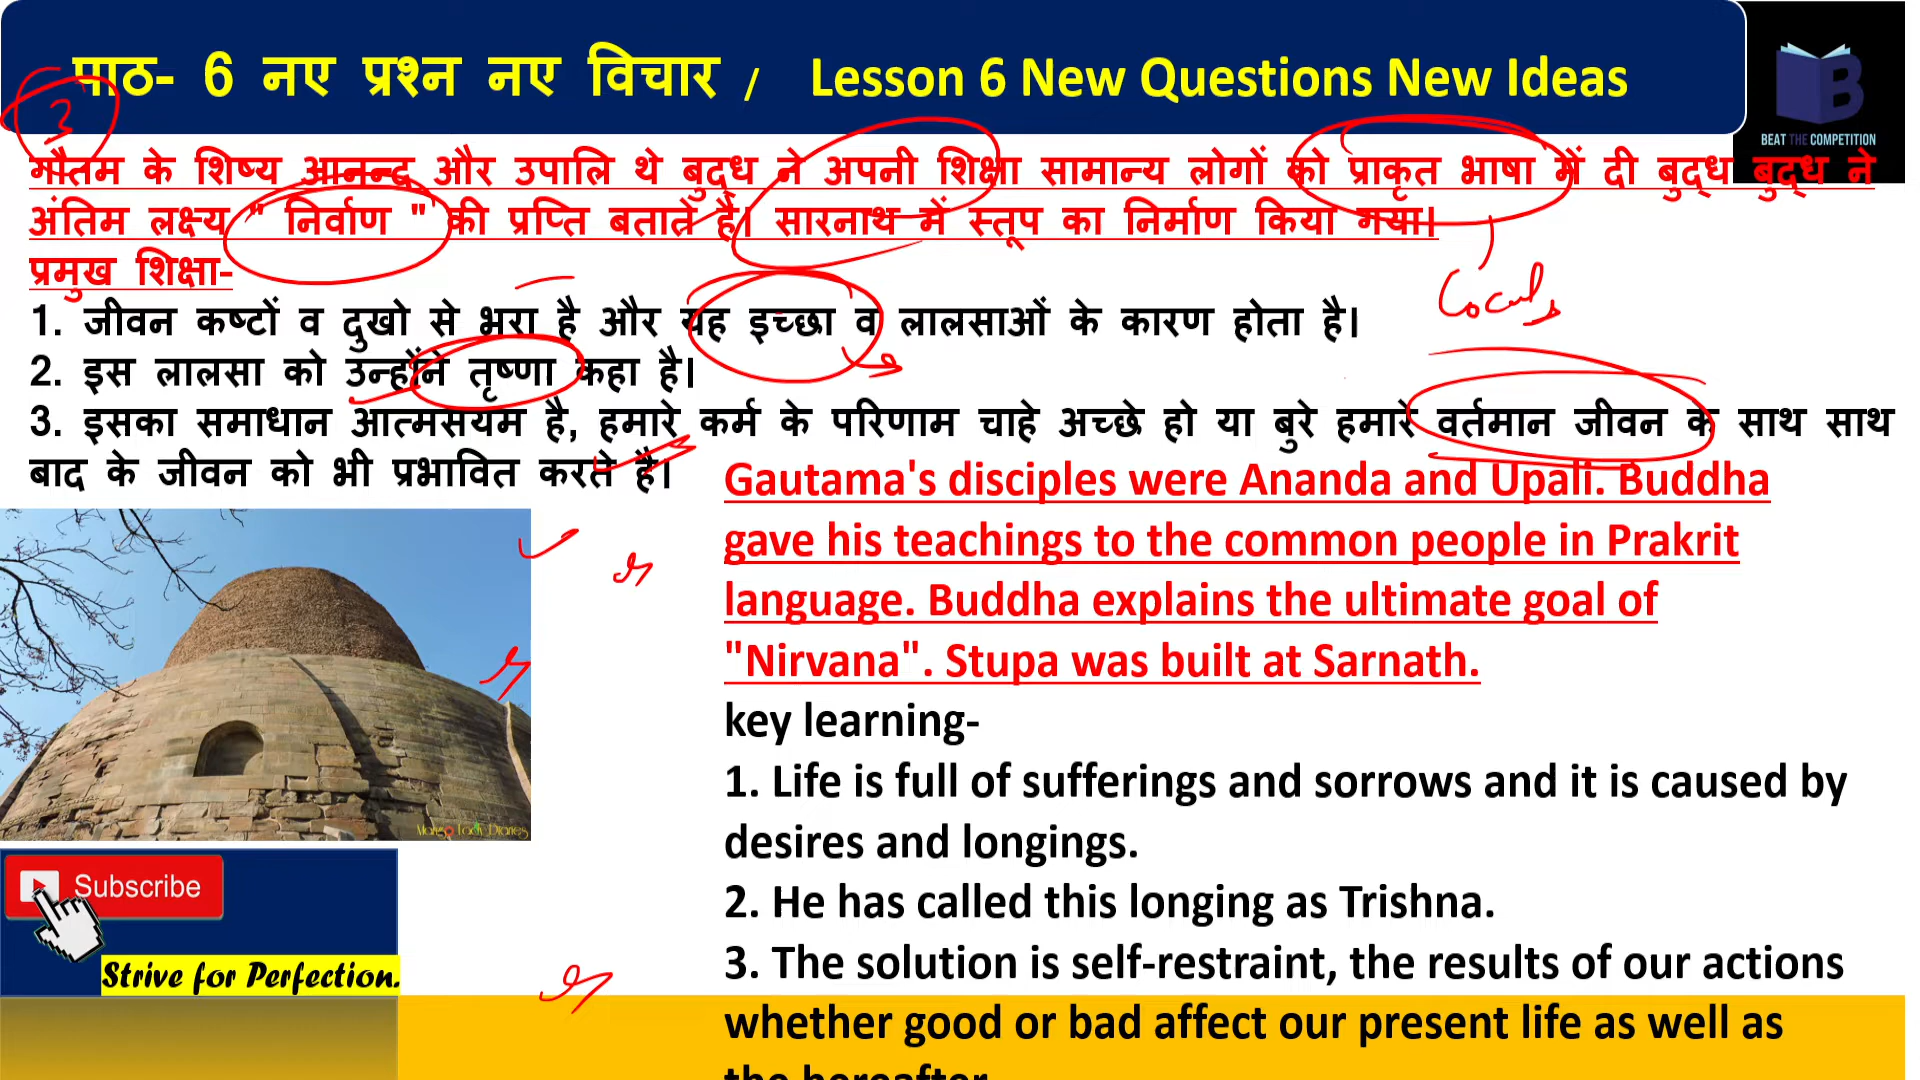 पाठ- 6 नए प्रश्न नए विचार / Lesson 6 New Questions New Ideas
BEAT THE COMPETITION
3
गौतम के शिष्य आनन्द और उपालि थे बुद्ध ने अपनी शिक्षा सामान्य लोगों को प्राकृत भाषा में दी बुद्ध बुद्ध ने
अंतिम लक्ष्य " निर्वाण " की प्रप्ति बताते है। सारनाथ में स्तूप का निर्माण किया गया।
प्रमुख शिक्षा-
1. जीवन कष्टों व दुखो से भरा है और यह इच्छा व लालसाओं के कारण होता है।
2. इस लालसा को उन्होंने तृष्णा कहा है।
3. इसका समाधान आत्मसंयम है, हमारे कर्म के परिणाम चाहे अच्छे हो या बुरे हमारे वर्तमान जीवन के साथ साथ
बाद के जीवन को भी प्रभावित करते है।
Gautama's disciples were Ananda and Upali. Buddha
gave his teachings to the common people in Prakrit
language. Buddha explains the ultimate goal of
"Nirvana". Stupa was built at Sarnath.
key learning-
1. Life is full of sufferings and sorrows and it is caused by
desires and longings.
2. He has called this longing as Trishna.
3. The solution is self-restraint, the results of our actions
whether good or bad affect our present life as well as
the hereafter
Subscribe
Strive for Perfection.